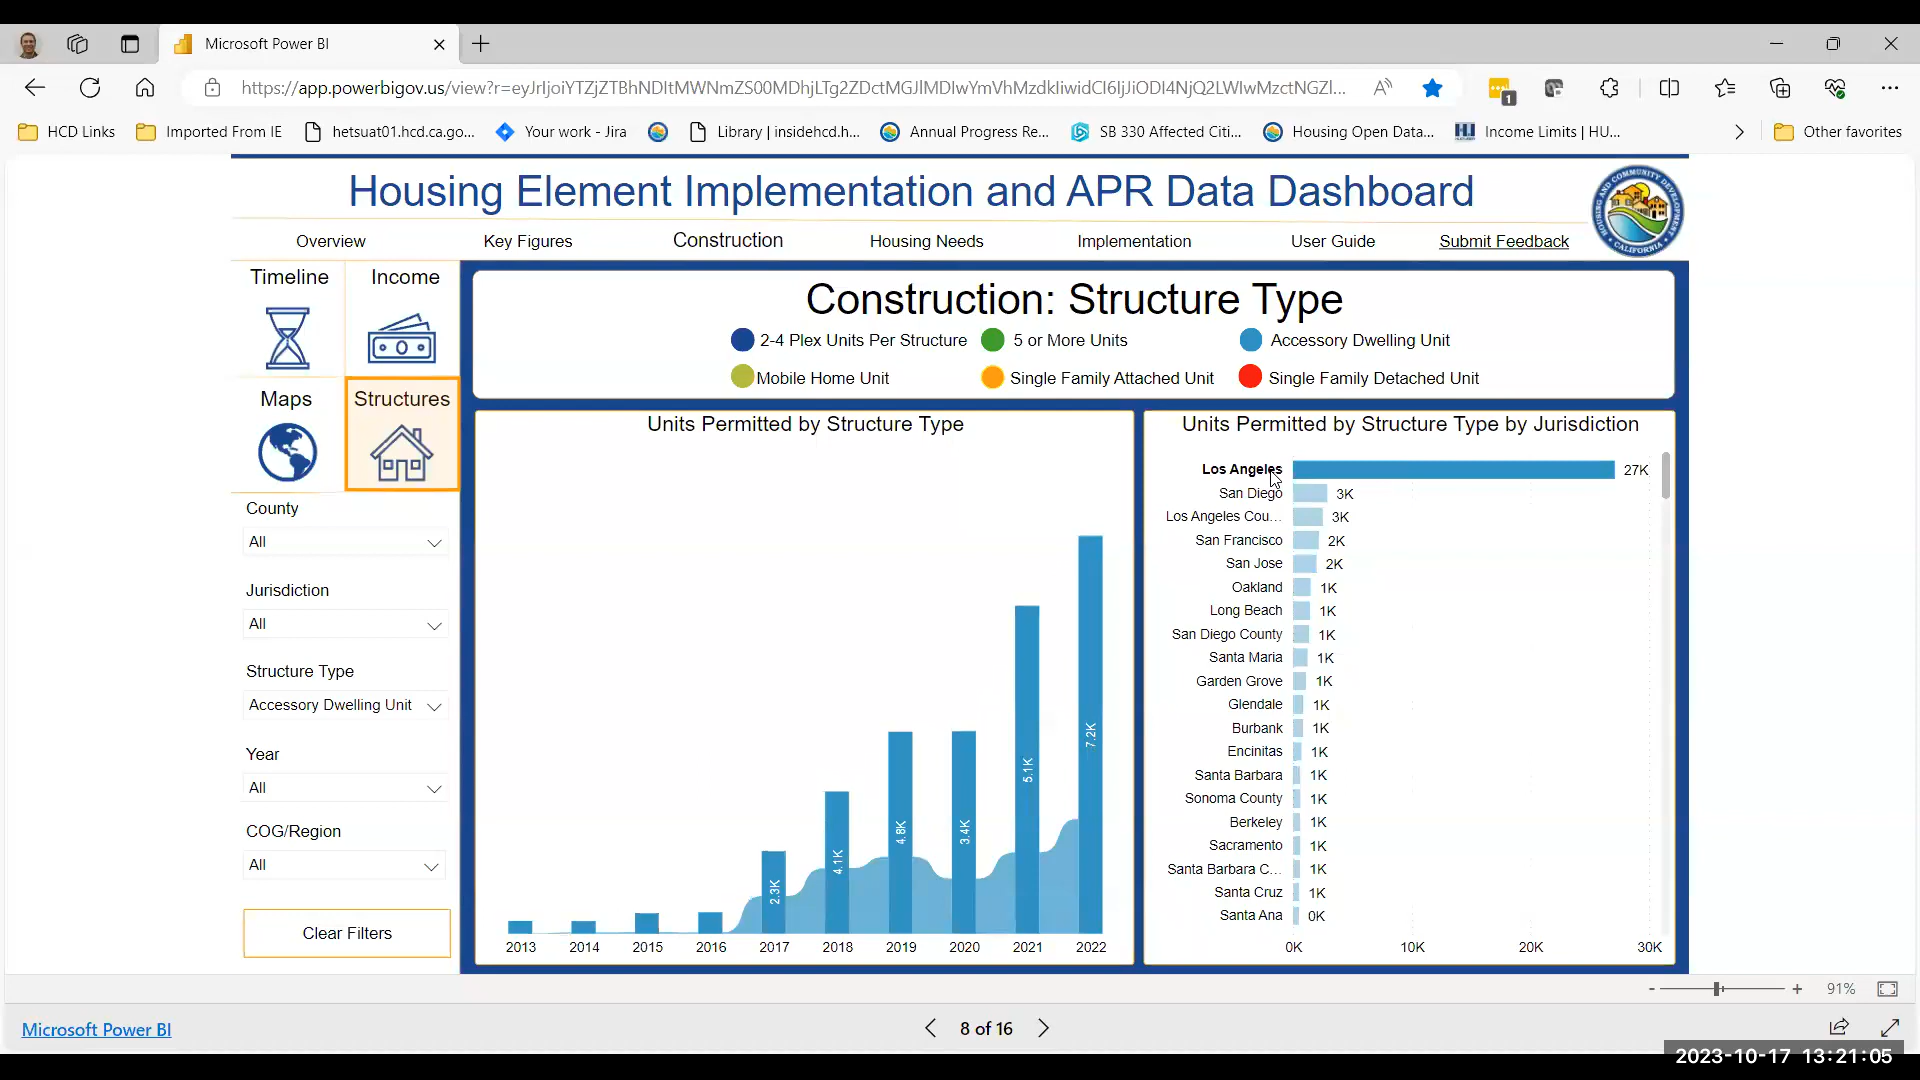 Microsoft Power BI
https://app.powerbigov.us/view?r=eyJrIjoiYTZjZTBhNDItMWNmZS00MDhjLTg2ZDctMGJlMDIwYmVhMzdkIiwidCI6IjJiODI4NjQ2LWIwMzctNGZl...
1
HCD Links
Imported From IE
hetsuat01.hcd.ca.go...
Your work - Jira
Library | insidehcd.h...
Annual Progress Re...
SB 330 Affected Citi...
Housing Open Data...
Income Limits | HU...
Other favorites
Housing Element Implementation and APR Data Dashboard
HOUSING AND COMMUNITY DEVELOPMENT
CALIFORNIA
Overview
Key Figures
Construction
Housing Needs
Implementation
User Guide
Submit Feedback
Timeline
Income
Maps
Structures
County
All
Jurisdiction
All
Structure Type
Accessory Dwelling Unit
Year
All
COG/Region
All
Clear Filters
Construction: Structure Type
2-4 Plex Units Per Structure
5 or More Units
Accessory Dwelling Unit
Mobile Home Unit
Single Family Attached Unit
Single Family Detached Unit
Units Permitted by Structure Type
2.3K
4.1K
4.8K
3.4K
5.1K
7.2K
2013 2014 2015 2016 2017 2018 2019 2020 2021 2022
Units Permitted by Structure Type by Jurisdiction
Los Angeles 27K
San Diego 3K
Los Angeles Cou... 3K
San Francisco 2K
San Jose 2K
Oakland 1K
Long Beach 1K
San Diego County 1K
Santa Maria 1K
Garden Grove 1K
Glendale 1K
Burbank 1K
Encinitas 1K
Santa Barbara 1K
Sonoma County 1K
Berkeley 1K
Sacramento 1K
Santa Barbara C... 1K
Santa Cruz 1K
Santa Ana 0K
0K 10K 20K 30K
- + 91%
Microsoft Power BI
8 of 16
2023-10-17 13:21:05